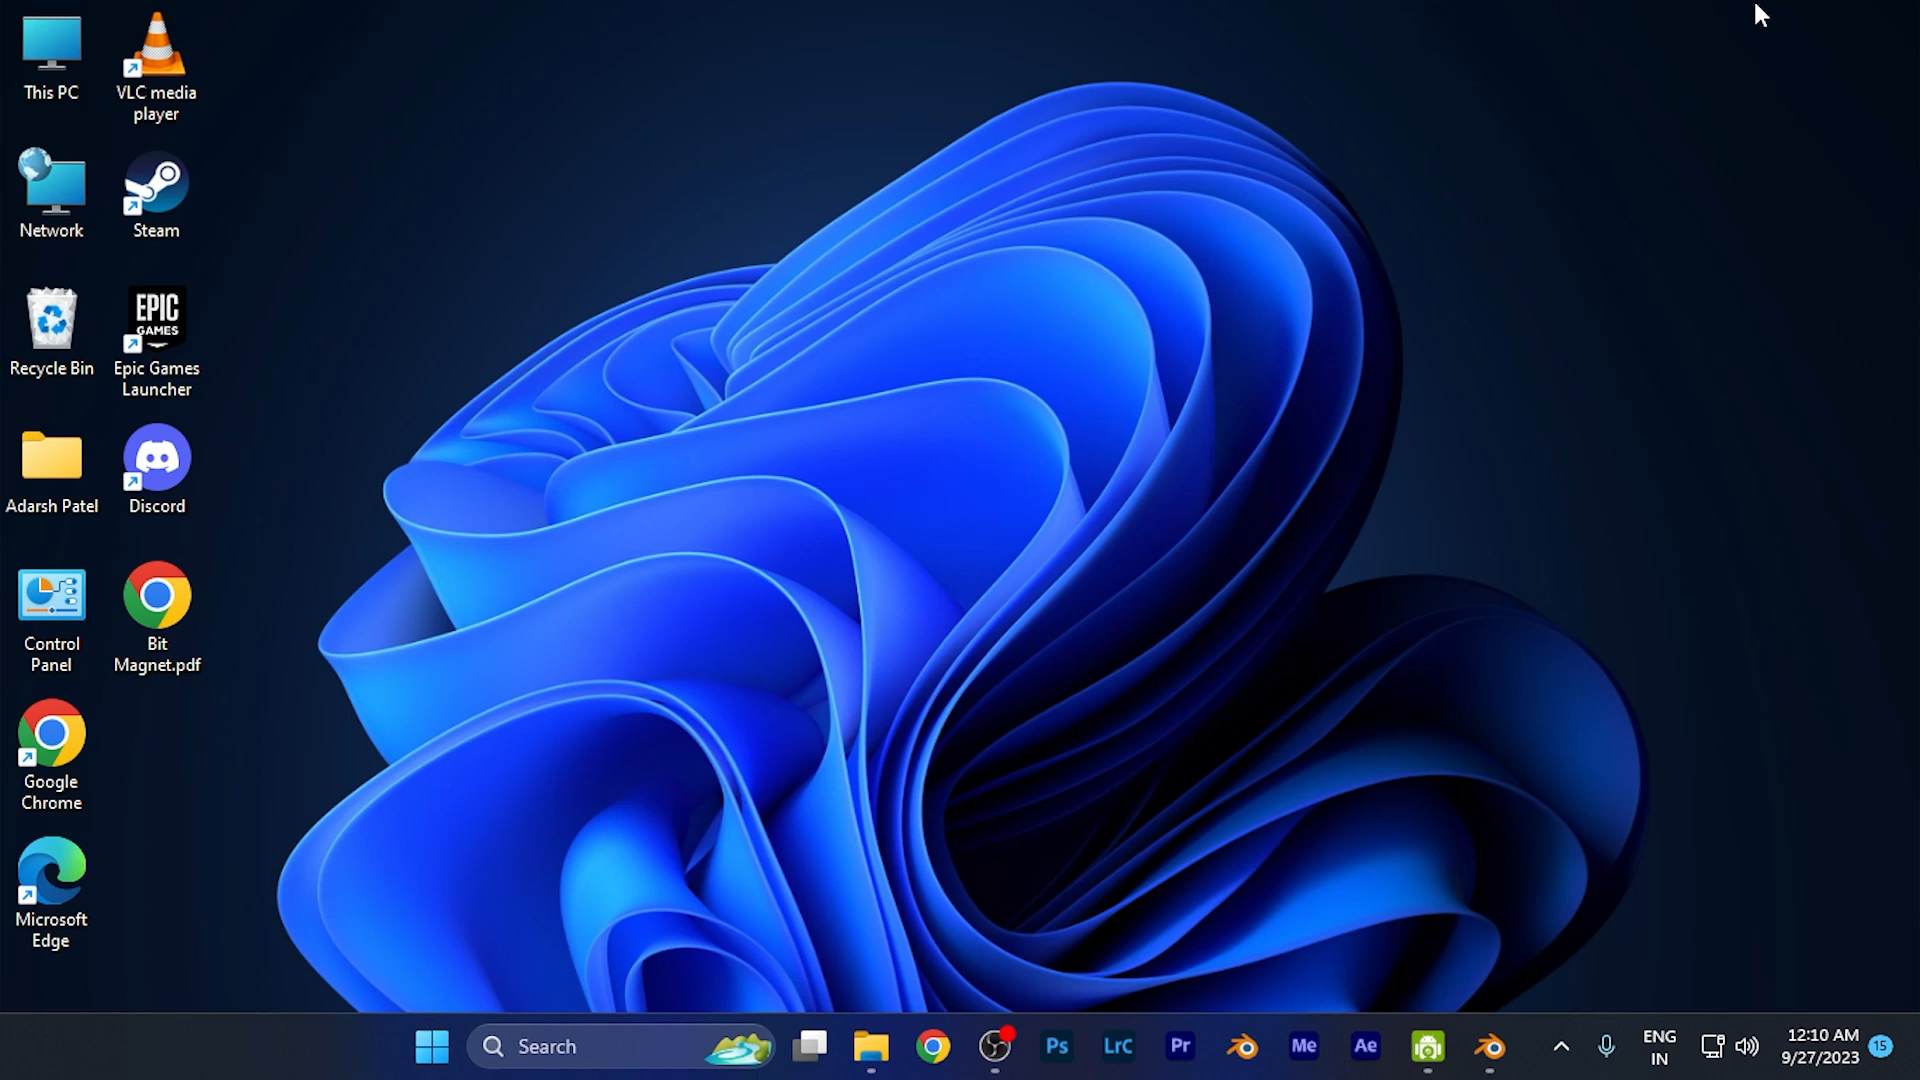 This PC
VLC media
player
Network
Steam
Recycle Bin
EPIC
GAMES
Epic Games
Launcher
Adarsh Patel
Discord
Control
Panel
Bit
Magnet.pdf
Google
Chrome
Microsoft
Edge
Search
Ps
LrC
Pr
Me
Ae
ENG
IN
12:10 AM
9/27/2023
15